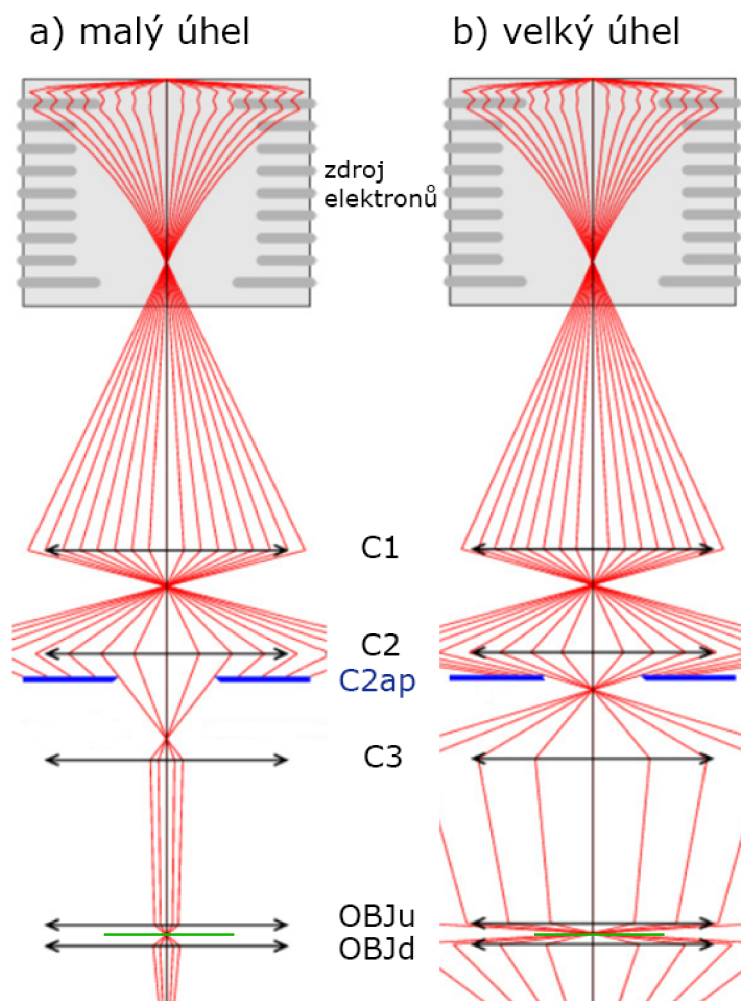 a) malý úhel
b) velký úhel
zdroj
elektronů
C1
C2
C2ap
C3
OBJu
OBJd